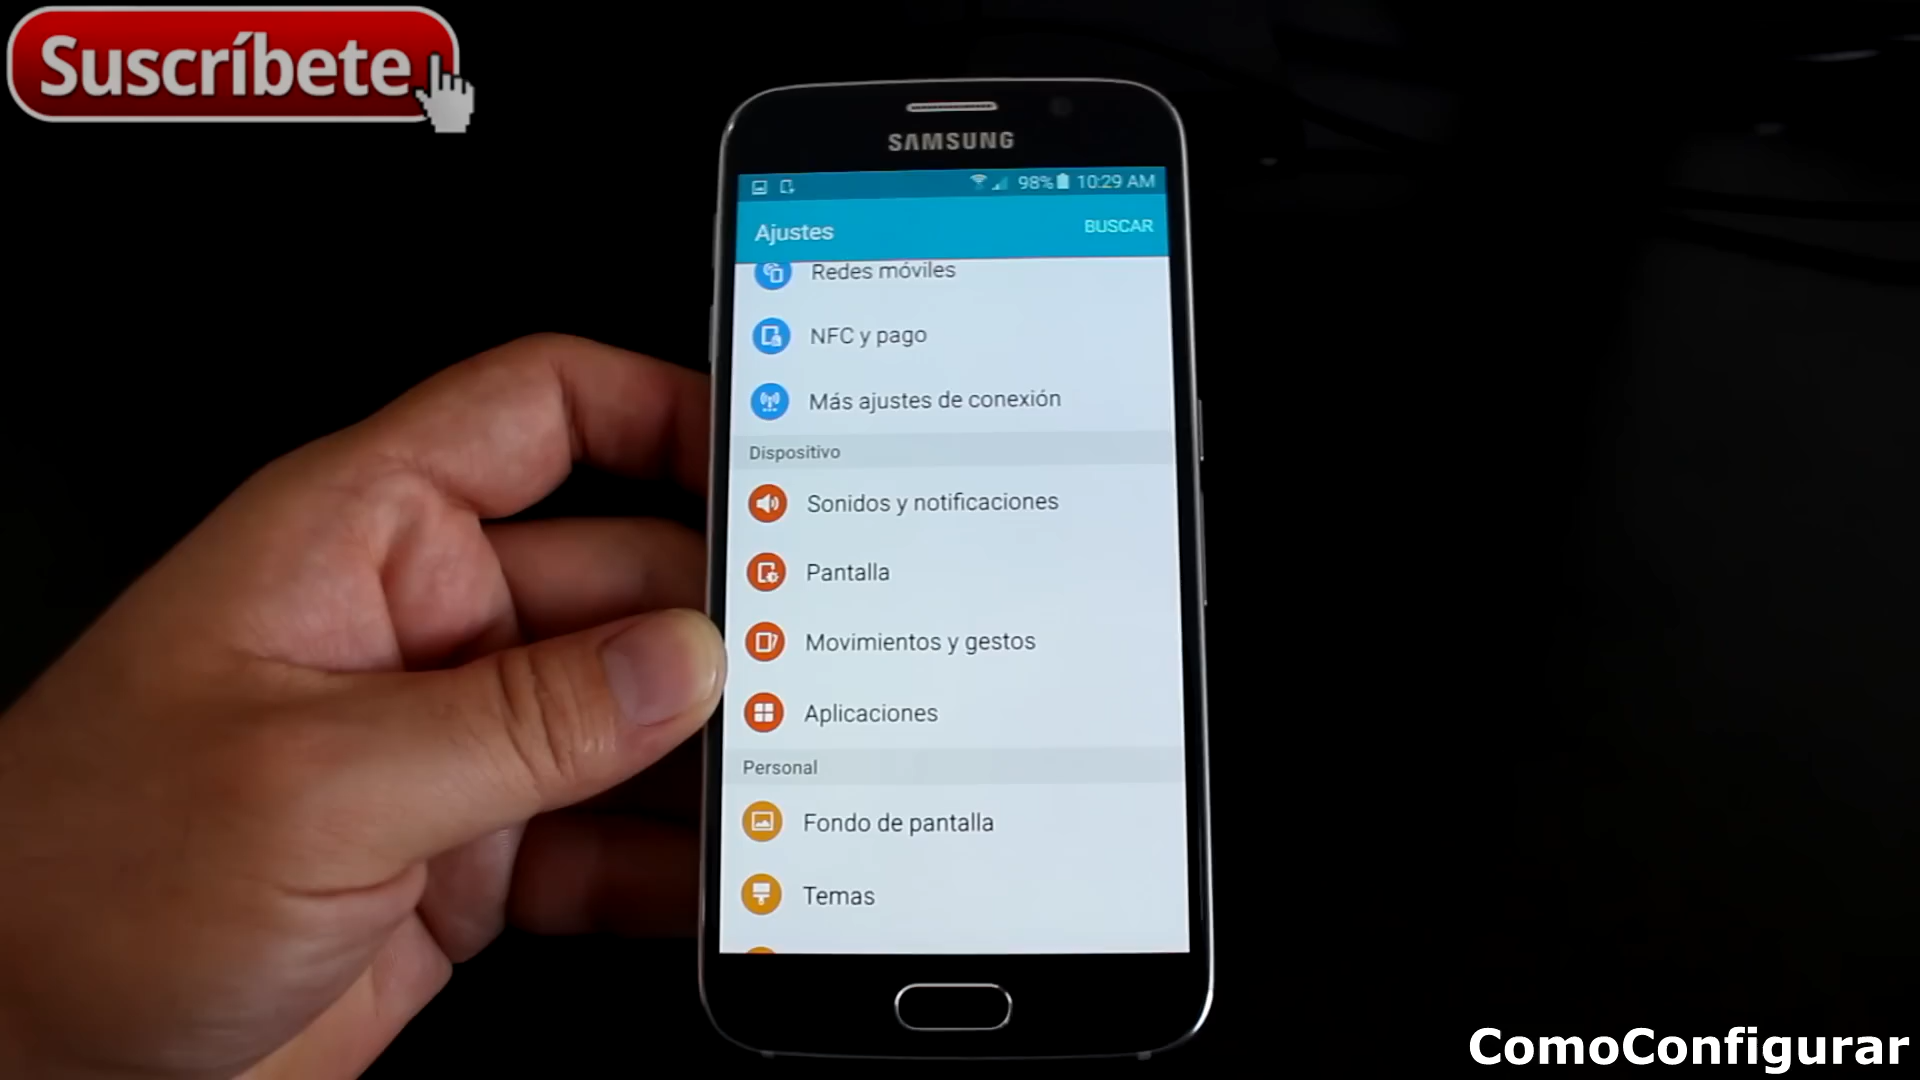 Suscríbete
SAMSUNG
98% 10:29 AM
Ajustes
BUSCAR
Redes móviles
NFC y pago
Más ajustes de conexión
Dispositivo
Sonidos y notificaciones
Pantalla
Movimientos y gestos
Aplicaciones
Personal
Fondo de pantalla
Temas
ComoConfigurar